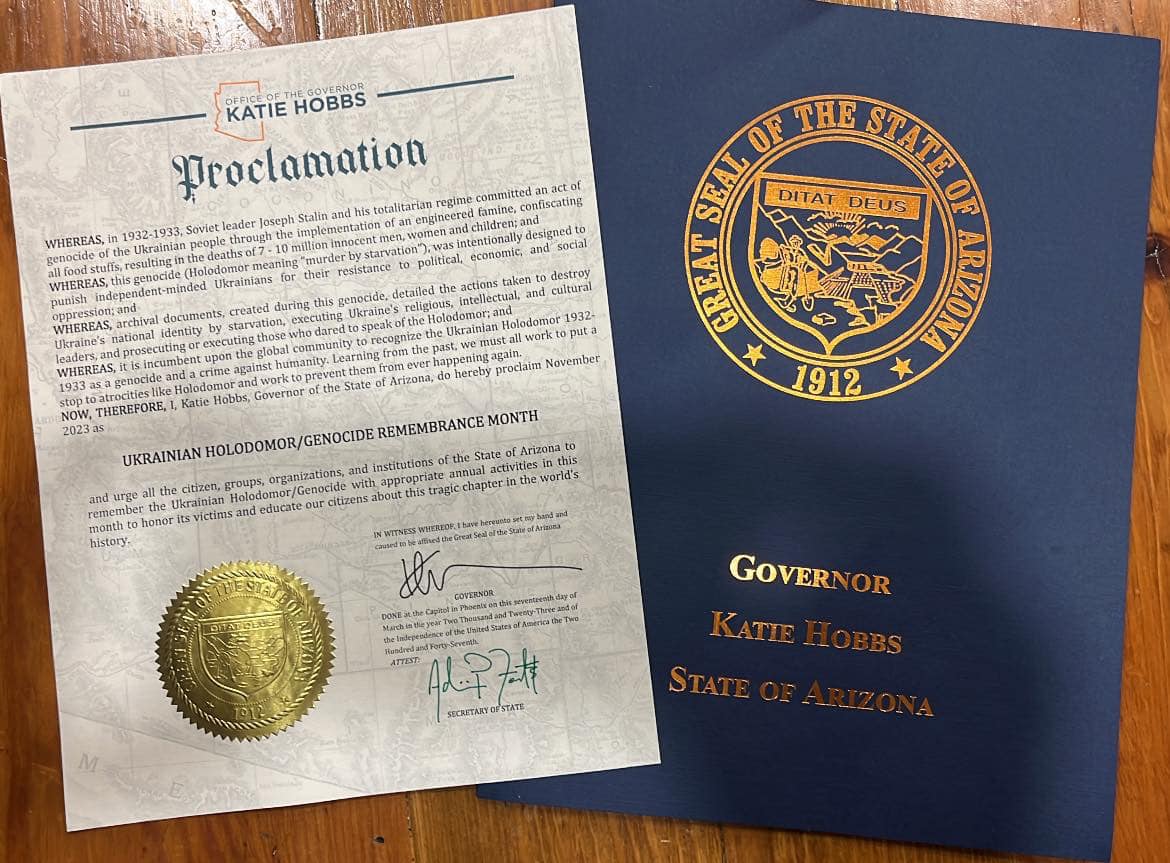 OFFICE OF THE GOVERNOR
KATIE HOBBS
Proclamation
WHEREAS, in 1932-1933, Soviet leader Joseph Stalin and his totalitarian regime committed an act of
genocide of the Ukrainian people through the implementation of an engineered famine, confiscating
all food stuffs, resulting in the deaths of 7 - 10 million innocent men, women and children; and
WHEREAS, this genocide (Holodomor meaning "murder by starvation"), was intentionally designed to
punish independent-minded Ukrainians for their resistance to political, economic, and social
oppression; and
WHEREAS, archival documents, created during this genocide, detailed the actions taken to destroy
Ukraine's national identity by starvation, executing Ukraine's religious, intellectual, and cultural
leaders, and prosecuting or executing those who dared to speak of the Holodomor; and
WHEREAS, it is incumbent upon the global community to recognize the Ukrainian Holodomor 1932-
1933 as a genocide and a crime against humanity. Learning from the past, we must all work to put a
stop to atrocities like Holodomor and work to prevent them from ever happening again.
NOW, THEREFORE, I, Katie Hobbs, Governor of the State of Arizona, do hereby proclaim November
2023 as
UKRAINIAN HOLODOMOR/GENOCIDE REMEMBRANCE MONTH
and urge all the citizen, groups, organizations, and institutions of the State of Arizona to
remember the Ukrainian Holodomor/Genocide with appropriate annual activities in this
month to honor its victims and educate our citizens about this tragic chapter in the world's
history.
IN WITNESS WHEREOF, I have hereunto set my hand and
caused to be affixed the Great Seal of the State of Arizona
GOVERNOR
DONE at the Capitol in Phoenix on this seventeenth day of
March in the year Two Thousand and Twenty-Three and of
the Independence of the United States of America the Two
Hundred and Forty-Seventh.
ATTEST:
SECRETARY OF STATE
GREAT SEAL OF THE STATE OF ARIZONA
DITAT DEUS
1912
M
E
GREAT SEAL OF THE STATE OF ARIZONA
DITAT DEUS
1912
GOVERNOR
KATIE HOBBS
STATE OF ARIZONA